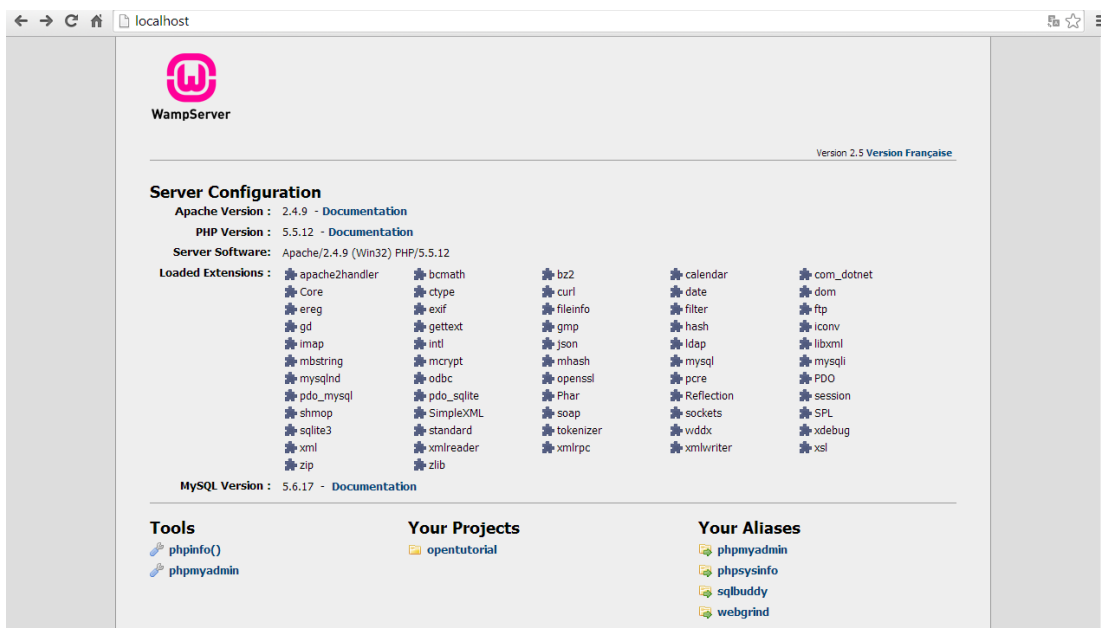 localhost
WampServer
Version 2.5 Version Française
Server Configuration
Apache Version : 2.4.9 - Documentation
PHP Version : 5.5.12 - Documentation
Server Software: Apache/2.4.9 (Win32) PHP/5.5.12
Loaded Extensions : apache2handler bcmath bz2 calendar com_dotnet
Core ctype curl date dom
ereg exif fileinfo filter ftp
gd gettext gmp hash iconv
imap intl json ldap libxml
mbstring mcrypt mhash mysql mysqli
mysqlnd odbc openssl pcre PDO
pdo_mysql pdo_sqlite Phar Reflection session
shmop SimpleXML soap sockets SPL
sqlite3 standard tokenizer wddx xdebug
xml xmlreader xmlrpc xmlwriter xsl
zip zlib
MySQL Version : 5.6.17 - Documentation
Tools Your Projects Your Aliases
phpinfo() opentutorial phpmyadmin
phpmyadmin phpsysinfo
sqlbuddy
webgrind